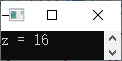 z = 16